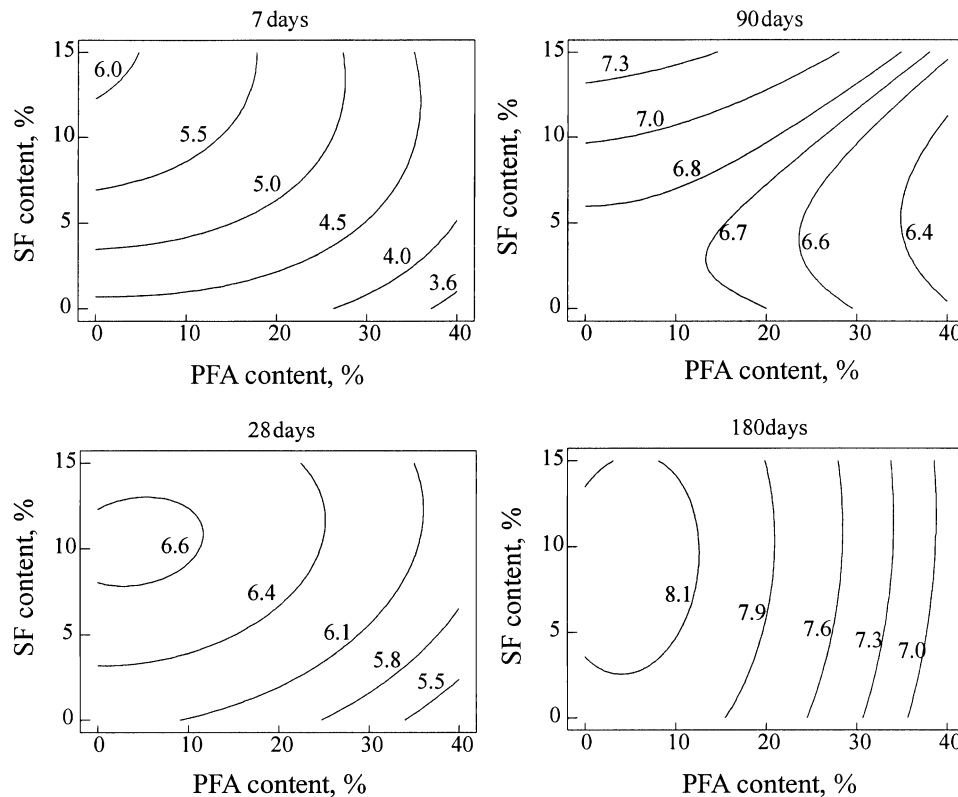 7 days
SF content, %
15
10
5
0
6.0
5.5
5.0
4.5
4.0
3.6
0 10 20 30 40
PFA content, %
90days
SF content, %
15
10
5
0
7.3
7.0
6.8
6.7
6.6
6.4
0 10 20 30 40
PFA content, %
28days
SF content, %
15
10
5
0
6.6
6.4
6.1
5.8
5.5
0 10 20 30 40
PFA content, %
180days
SF content, %
15
10
5
0
8.1
7.9
7.6
7.3
7.0
0 10 20 30 40
PFA content, %